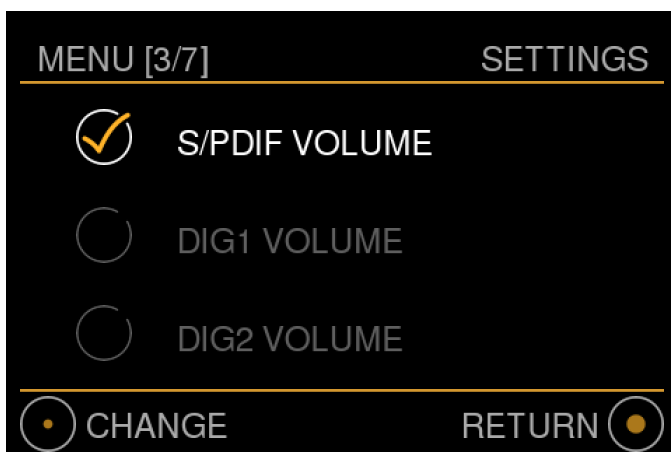 MENU [3/7] SETTINGS
S/PDIF VOLUME
DIG1 VOLUME
DIG2 VOLUME
CHANGE RETURN